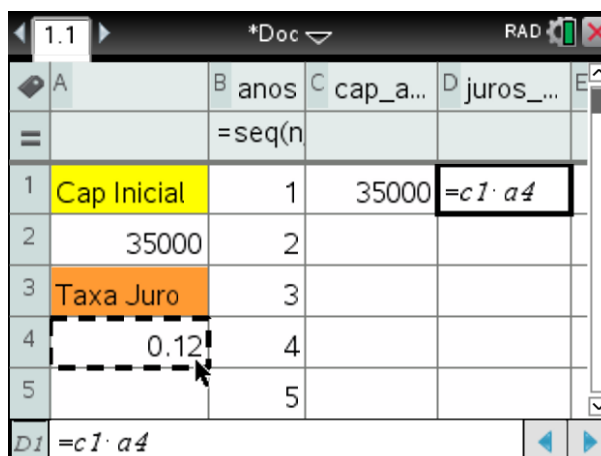 1.1 *Doc RAD
A B anos C cap_a... D juros_... E
= =seq(n
1 Cap Inicial 1 35000 =c1· a4
2 35000 2
3 Taxa Juro 3
4 0.12 4
5 5
D1 =c1· a4